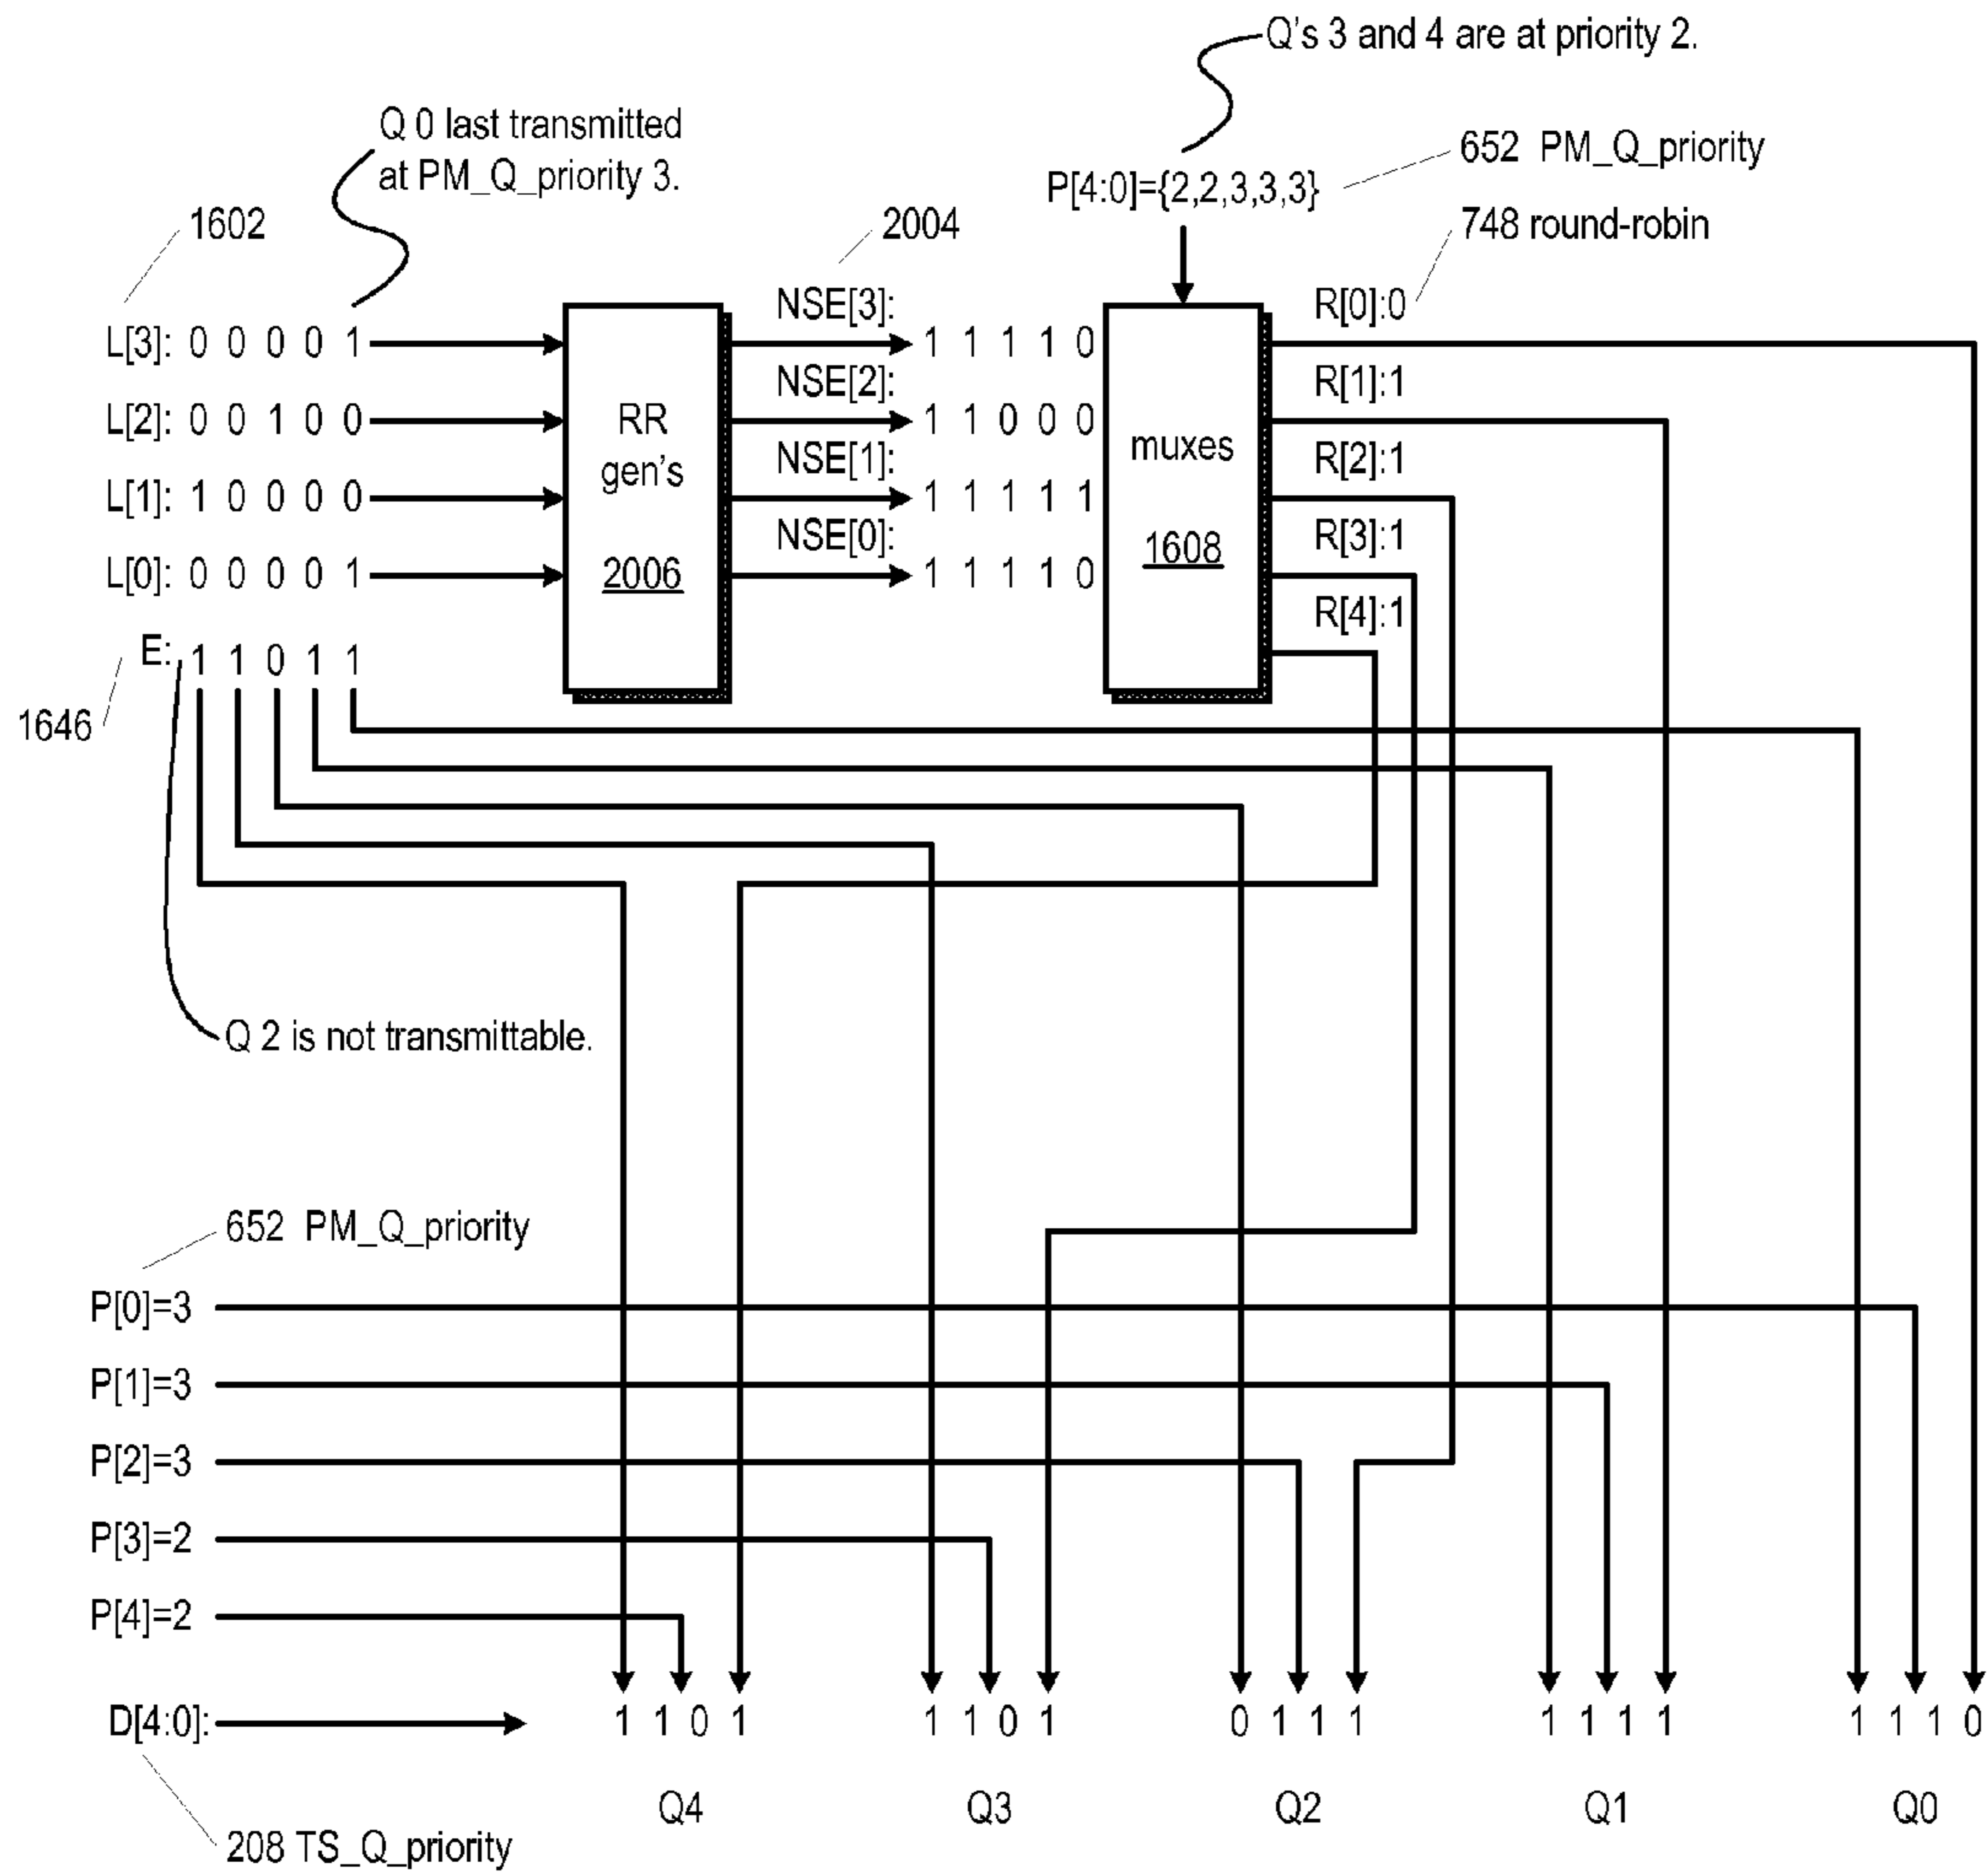 Q's 3 and 4 are at priority 2.
Q 0 last transmitted
at PM_Q_priority 3.
652 PM_Q_priority
P[4:0]={2,2,3,3,3}
1602
2004
748 round-robin
NSE[3]:
R[0]:0
L[3]: 0 0 0 0 1
1 1 1 1 0
NSE[2]:
R[1]:1
L[2]: 0 0 1 0 0
RR
1 1 0 0 0
muxes
gen's
NSE[1]:
R[2]:1
L[1]: 1 0 0 0 0
1 1 1 1 1
NSE[0]:
1608
R[3]:1
L[0]: 0 0 0 0 1
2006
1 1 1 1 0
R[4]:1
E: 1 1 0 1 1
1646
Q 2 is not transmittable.
652 PM_Q_priority
P[0]=3
P[1]=3
P[2]=3
P[3]=2
P[4]=2
D[4:0]: 1 1 0 1 1 1 0 1 0 1 1 1 1 1 1 1 1 1 1 0
Q4 Q3 Q2 Q1 Q0
208 TS_Q_priority